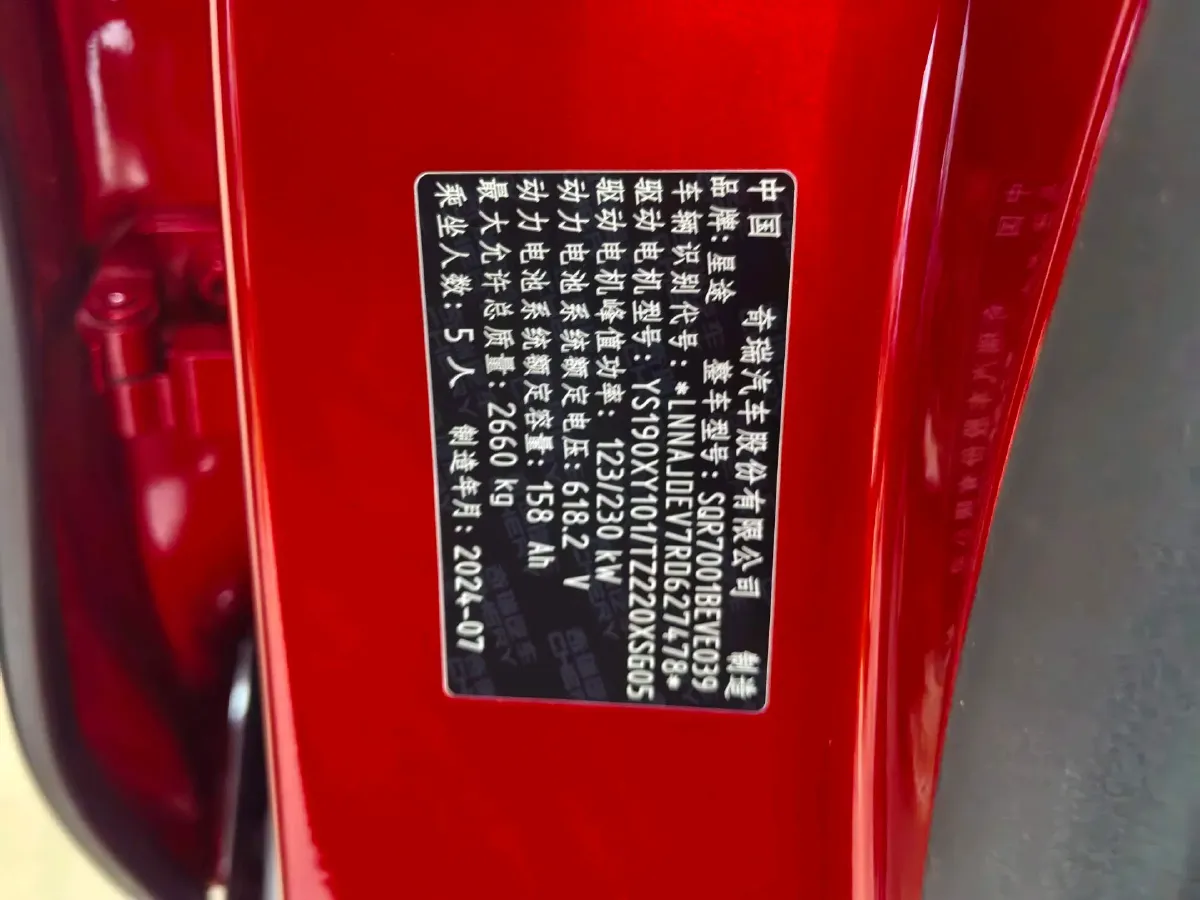 中国 奇瑞汽车股份有限公司 制造
品牌:星途 整车型号:SQR7001BEVE039
车辆识别代号:*LNNAJDEV7RD627478*
驱动电机型号:YS190XY101/TZ220XSG05
驱动电机峰值功率:123/230 kW
动力电池系统额定电压:618.2 V
动力电池系统额定容量:158 Ah
最大允许总质量:2660 kg
乘坐人数:5人 制造年月:2024-07